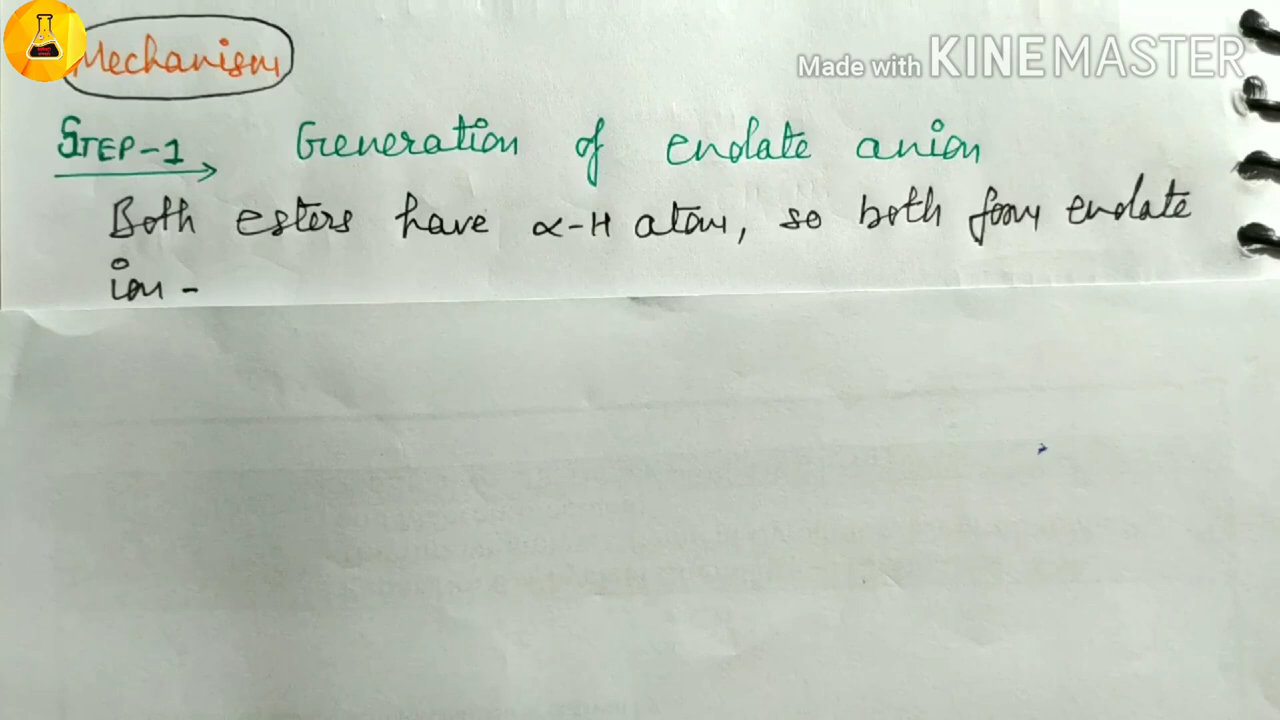 Mechanism
Made with KINEMASTER
STEP-1 Generation of enolate anion
Both esters have α-H atom, so both form enolate
ion -